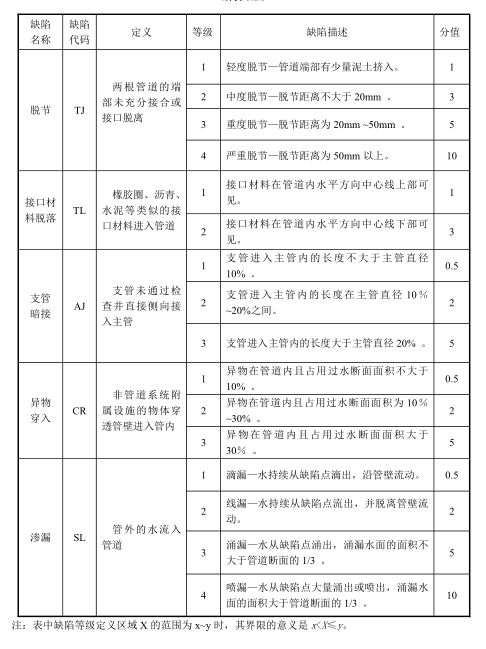 缺陷名称 缺陷代码 定义 等级 缺陷描述 分值
脱节 TJ 两根管道的端部未充分接合或接口脱离
1 轻度脱节—管道端部有少量泥土挤入。 1
2 中度脱节—脱节距离不大于 20mm 。 3
3 重度脱节—脱节距离为 20mm ~50mm 。 5
4 严重脱节—脱节距离为 50mm 以上。 10
接口材料脱落 TL 橡胶圈、沥青、水泥等类似的接口材料进入管道
1 接口材料在管道内水平方向中心线上部可见。 1
2 接口材料在管道内水平方向中心线下部可见。 3
支管暗接 AJ 支管未通过检查井直接侧向接入主管
1 支管进入主管内的长度不大于主管直径 10% 。 0.5
2 支管进入主管内的长度在主管直径 10%~20%之间。 2
3 支管进入主管内的长度大于主管直径 20% 。 5
异物穿入 CR 非管道系统附属设施的物体穿透管壁进入管内
1 异物在管道内且占用过水断面面积不大于 10% 。 0.5
2 异物在管道内且占用过水断面面积为 10%~30% 。 2
3 异物在管道内且占用过水断面面积大于 30% 。 5
渗漏 SL 管外的水流入管道
1 滴漏—水持续从缺陷点滴出，沿管壁流动。 0.5
2 线漏—水持续从缺陷点流出，并脱离管壁流动。 2
3 涌漏—水从缺陷点涌出，涌漏水面的面积不大于管道断面的 1/3 。 5
4 喷漏—水从缺陷点大量涌出或喷出，涌漏水面的面积大于管道断面的 1/3 。 10
注：表中缺陷等级定义区域 X 的范围为 x~y 时，其界限的意义是 x<X≤y。